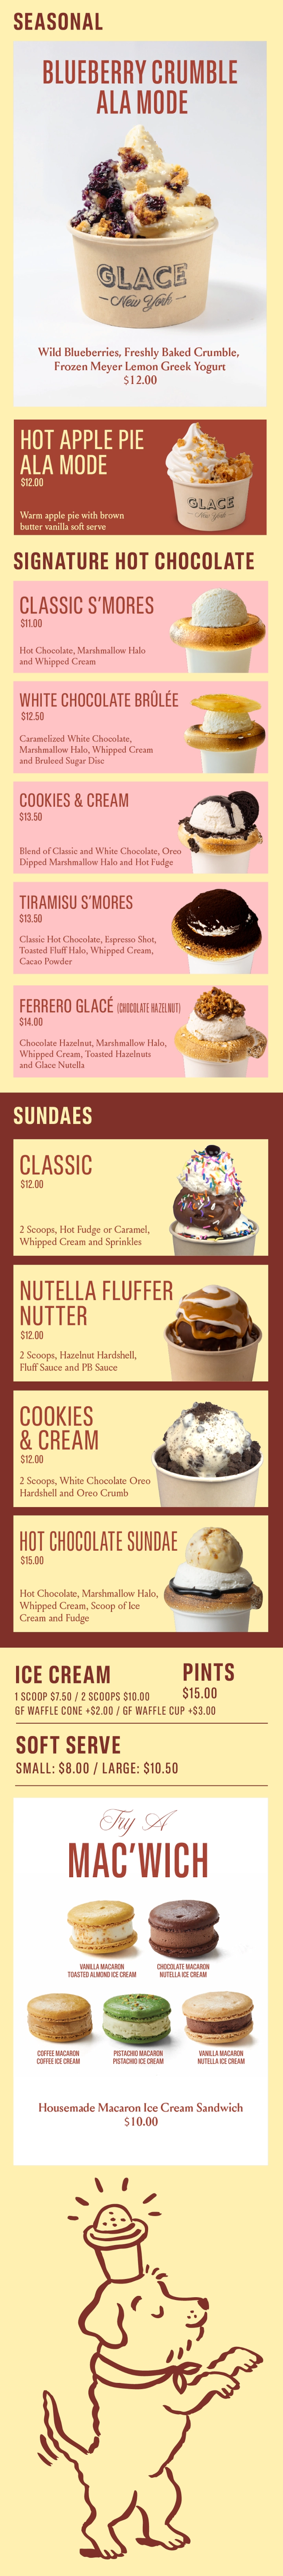 SEASONAL
BLUEBERRY CRUMBLE
ALA MODE
GLACE
New York
Wild Blueberries, Freshly Baked Crumble,
Frozen Meyer Lemon Greek Yogurt
$12.00
HOT APPLE PIE
ALA MODE
$12.00
Warm apple pie with brown
butter vanilla soft serve
GLACE
New York
SIGNATURE HOT CHOCOLATE
CLASSIC S'MORES
$11.00
Hot Chocolate, Marshmallow Halo
and Whipped Cream
WHITE CHOCOLATE BRÛLÉE
$12.50
Caramelized White Chocolate,
Marshmallow Halo, Whipped Cream
and Bruleed Sugar Disc
COOKIES & CREAM
$13.50
Blend of Classic and White Chocolate, Oreo
Dipped Marshmallow Halo and Hot Fudge
TIRAMISU S'MORES
$13.50
Classic Hot Chocolate, Espresso Shot,
Toasted Fluff Halo, Whipped Cream,
Cacao Powder
FERRERO GLACÉ (CHOCOLATE HAZELNUT)
$14.00
Chocolate Hazelnut, Marshmallow Halo,
Whipped Cream, Toasted Hazelnuts
and Glace Nutella
SUNDAES
CLASSIC
$12.00
2 Scoops, Hot Fudge or Caramel,
Whipped Cream and Sprinkles
NUTELLA FLUFFER
NUTTER
$12.00
2 Scoops, Hazelnut Hardshell,
Fluff Sauce and PB Sauce
COOKIES
& CREAM
$12.00
2 Scoops, White Chocolate Oreo
Hardshell and Oreo Crumb
HOT CHOCOLATE SUNDAE
$15.00
Hot Chocolate, Marshmallow Halo,
Whipped Cream, Scoop of Ice
Cream and Fudge
ICE CREAM
1 SCOOP $7.50 / 2 SCOOPS $10.00
PINTS
$15.00
GF WAFFLE CONE +$2.00 / GF WAFFLE CUP +$3.00
SOFT SERVE
SMALL: $8.00 / LARGE: $10.50
Try A
MAC'WICH
VANILLA MACARON
TOASTED ALMOND ICE CREAM
CHOCOLATE MACARON
NUTELLA ICE CREAM
COFFEE MACARON
COFFEE ICE CREAM
PISTACHIO MACARON
PISTACHIO ICE CREAM
VANILLA MACARON
NUTELLA ICE CREAM
Housemade Macaron Ice Cream Sandwich
$10.00